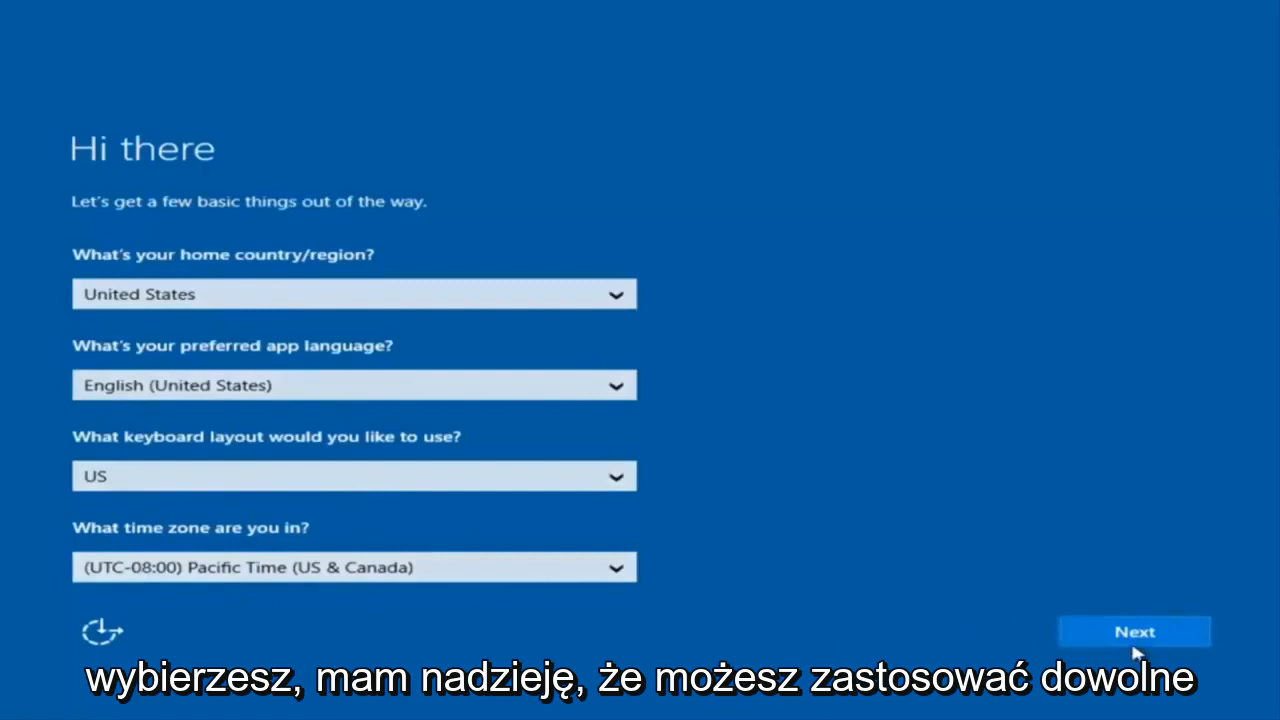 Hi there
Let's get a few basic things out of the way.
What's your home country/region?
United States
What's your preferred app language?
English (United States)
What keyboard layout would you like to use?
US
What time zone are you in?
(UTC-08:00) Pacific Time (US & Canada)
Next
wybierzesz, mam nadzieję, że możesz zastosować dowolne